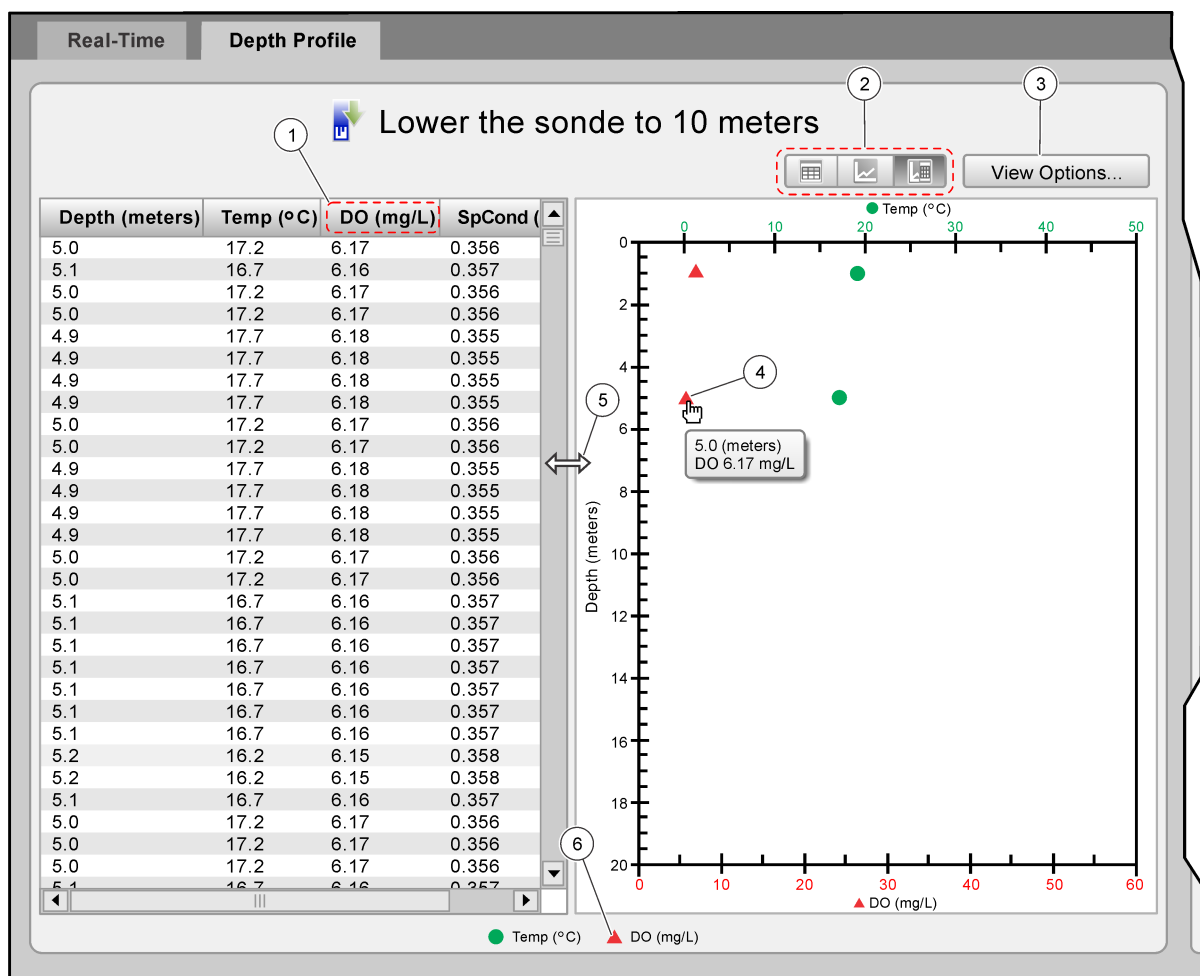 Real-Time Depth Profile
2 3
1 Lower the sonde to 10 meters
View Options...
Depth (meters) Temp (°C) DO (mg/L) SpCond (
5.0 17.2 6.17 0.356
5.1 16.7 6.16 0.357
5.0 17.2 6.17 0.356
5.0 17.2 6.17 0.356
4.9 17.7 6.18 0.355
4.9 17.7 6.18 0.355
4.9 17.7 6.18 0.355
4.9 17.7 6.18 0.355
5.0 17.2 6.17 0.356
5.0 17.2 6.17 0.356
4.9 17.7 6.18 0.355
4.9 17.7 6.18 0.355
4.9 17.7 6.18 0.355
4.9 17.7 6.18 0.355
5.0 17.2 6.17 0.356
5.0 17.2 6.17 0.356
5.1 16.7 6.16 0.357
5.1 16.7 6.16 0.357
5.1 16.7 6.16 0.357
5.1 16.7 6.16 0.357
5.1 16.7 6.16 0.357
5.1 16.7 6.16 0.357
5.1 16.7 6.16 0.357
5.2 16.2 6.15 0.358
5.2 16.2 6.15 0.358
5.1 16.7 6.16 0.357
5.0 17.2 6.17 0.356
5.0 17.2 6.17 0.356
5.0 17.2 6.17 0.356
5.1 16.7 6.16 0.357
5
Temp (°C)
0 10 20 30 40 50
0
2
4
6
8
10
12
14
16
18
20
Depth (meters)
4
5.0 (meters)
DO 6.17 mg/L
0 10 20 30 40 50 60
DO (mg/L)
6
Temp (°C) DO (mg/L)